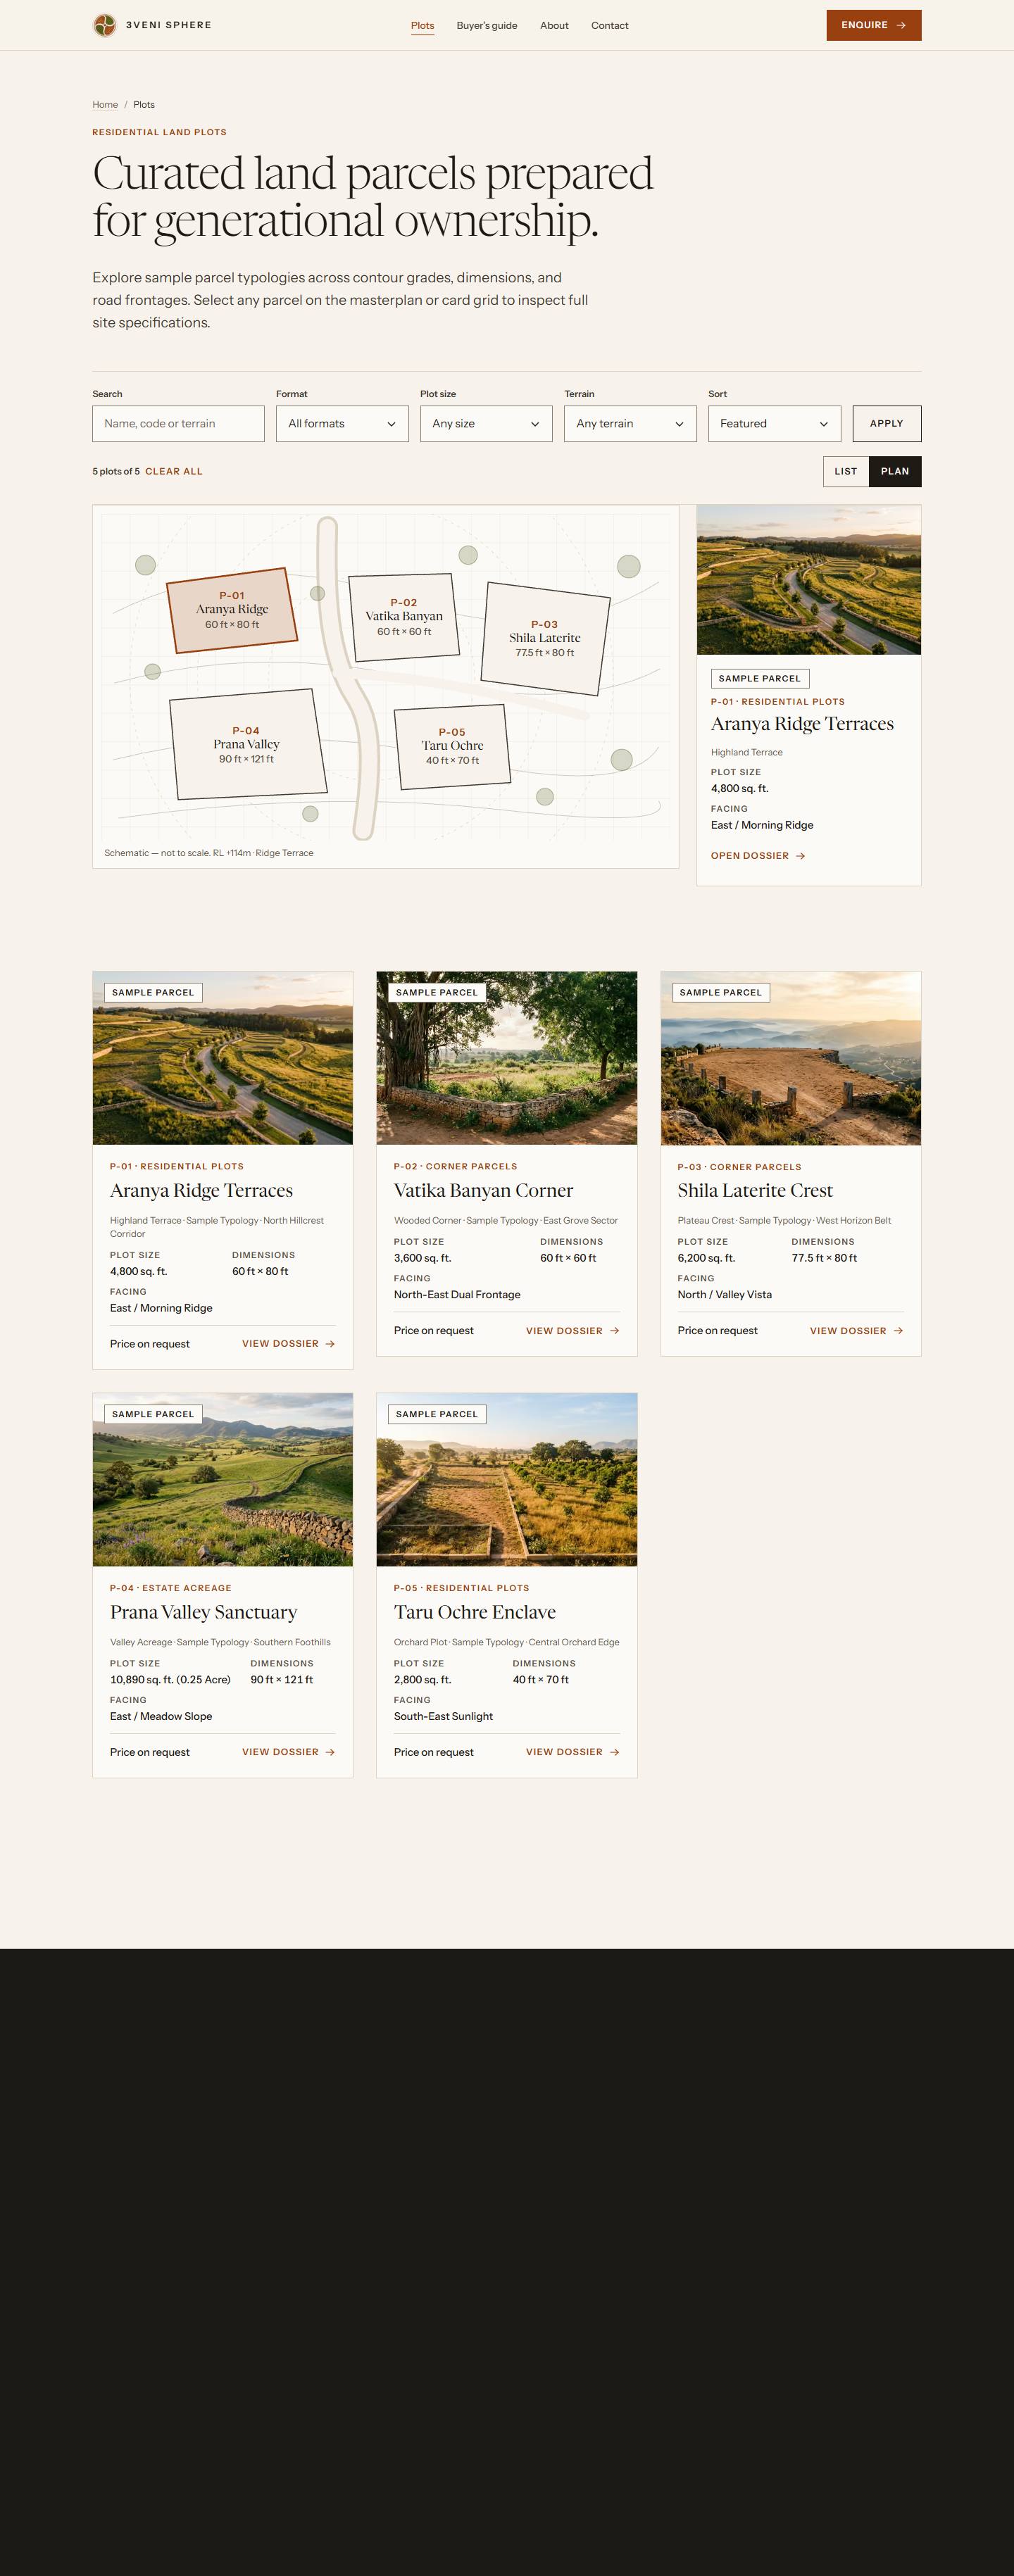 3VENI SPHERE
Plots
Buyer's guide
About
Contact
ENQUIRE →
Home / Plots
RESIDENTIAL LAND PLOTS
Curated land parcels prepared
for generational ownership.
Explore sample parcel typologies across contour grades, dimensions, and
road frontages. Select any parcel on the masterplan or card grid to inspect full
site specifications.
Search
Format
Plot size
Terrain
Sort
Name, code or terrain
All formats
Any size
Any terrain
Featured
APPLY
5 plots of 5 CLEAR ALL
LIST
PLAN
P-01
Aranya Ridge
60 ft × 80 ft
P-02
Vatika Banyan
60 ft × 60 ft
P-03
Shila Laterite
77.5 ft × 80 ft
P-04
Prana Valley
90 ft × 121 ft
P-05
Taru Ochre
40 ft × 70 ft
Schematic — not to scale. RL +114m · Ridge Terrace
SAMPLE PARCEL
P-01 · RESIDENTIAL PLOTS
Aranya Ridge Terraces
Highland Terrace
PLOT SIZE
4,800 sq. ft.
FACING
East / Morning Ridge
OPEN DOSSIER →
SAMPLE PARCEL
P-01 · RESIDENTIAL PLOTS
Aranya Ridge Terraces
Highland Terrace · Sample Typology · North Hillcrest
Corridor
PLOT SIZE
DIMENSIONS
4,800 sq. ft.
60 ft × 80 ft
FACING
East / Morning Ridge
Price on request
VIEW DOSSIER →
SAMPLE PARCEL
P-02 · CORNER PARCELS
Vatika Banyan Corner
Wooded Corner · Sample Typology · East Grove Sector
PLOT SIZE
DIMENSIONS
3,600 sq. ft.
60 ft × 60 ft
FACING
North-East Dual Frontage
Price on request
VIEW DOSSIER →
SAMPLE PARCEL
P-03 · CORNER PARCELS
Shila Laterite Crest
Plateau Crest · Sample Typology · West Horizon Belt
PLOT SIZE
DIMENSIONS
6,200 sq. ft.
77.5 ft × 80 ft
FACING
North / Valley Vista
Price on request
VIEW DOSSIER →
SAMPLE PARCEL
P-04 · ESTATE ACREAGE
Prana Valley Sanctuary
Valley Acreage · Sample Typology · Southern Foothills
PLOT SIZE
DIMENSIONS
10,890 sq. ft. (0.25 Acre)
90 ft × 121 ft
FACING
East / Meadow Slope
Price on request
VIEW DOSSIER →
SAMPLE PARCEL
P-05 · RESIDENTIAL PLOTS
Taru Ochre Enclave
Orchard Plot · Sample Typology · Central Orchard Edge
PLOT SIZE
DIMENSIONS
2,800 sq. ft.
40 ft × 70 ft
FACING
South-East Sunlight
Price on request
VIEW DOSSIER →